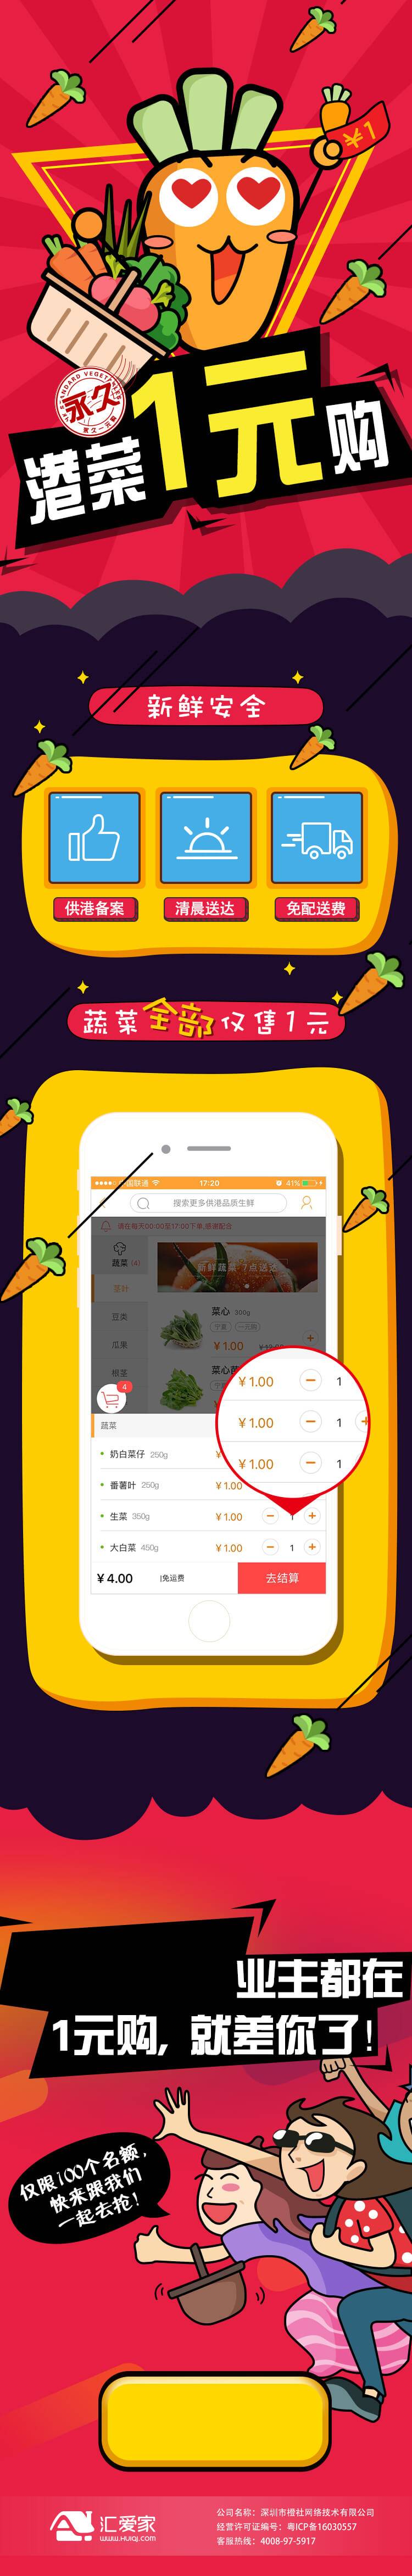 ¥1
永久
港菜1元购
新鲜安全
供港备案
清晨送达
免配送费
蔬菜全部仅售1元
国联通
17:20
41%
搜索更多供港品质生鲜
请在每天00:00至17:00下单,感谢配合
蔬菜 (4)
茶叶
豆类
瓜果
根茎
新鲜蔬菜 7点送达
菜心 300g
宁夏
一元购
¥1.00
菜心苗
¥1.00
4
蔬菜
奶白菜仔 250g
番薯叶 250g ¥1.00
生菜 350g ¥1.00 − 1 +
大白菜 450g ¥1.00 − 1 +
¥1.00 − 1
¥1.00 − 1 +
¥1.00 − 1
¥4.00 |免运费 去结算
业主都在
1元购, 就差你了!
仅限100个名额,
快来跟我们
一起去抢!
汇爱家
www.HUIQJ.com
公司名称：深圳市橙社网络技术有限公司
经营许可证编号：粤ICP备16030557
客服热线：4008-97-5917